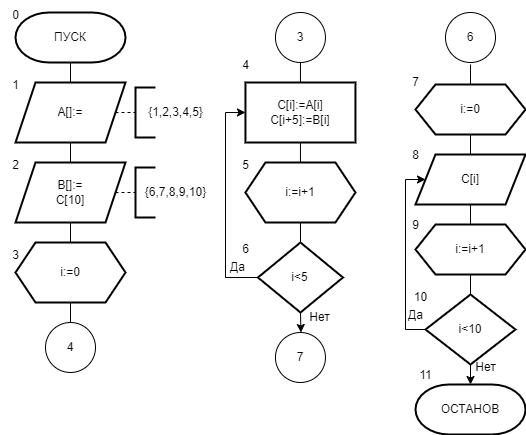 0
ПУСК
1
A[]:=
{1,2,3,4,5}
2
B[]:=
C[10]
{6,7,8,9,10}
3
i:=0
4
3
4
C[i]:=A[i]
C[i+5]:=B[i]
5
i:=i+1
6
Да
i<5
Нет
7
6
7
i:=0
8
C[i]
9
i:=i+1
10
Да
i<10
Нет
11
ОСТАНОВ